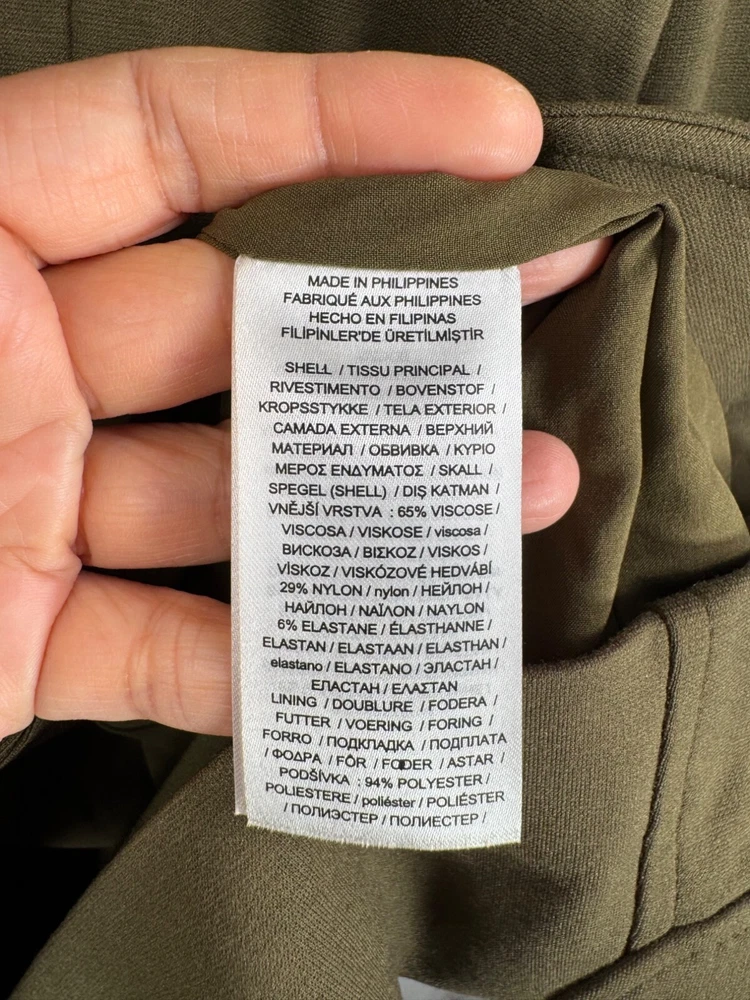 MADE IN PHILIPPINES
FABRIQUÉ AUX PHILIPPINES
HECHO EN FILIPINAS
FİLİPİNLER'DE ÜRETİLMİŞTİR
SHELL / TISSU PRINCIPAL /
RIVESTIMENTO / BOVENSTOF /
KROPSSTYKKE / TELA EXTERIOR /
CAMADA EXTERNA / ВЕРХНИЙ
МАТЕРИАЛ / ОБВИВКА / ΚΥΡΙΟ
ΜΕΡΟΣ ΕΝΔΥΜΑΤΟΣ / SKALL /
SPEGEL (SHELL) / DIŞ KATMAN /
VNĚJŠÍ VRSTVA : 65% VISCOSE /
VISCOSA / VISKOSE / viscosa /
ВИСКОЗА / ΒΙΣΚΟΖ / VISKOS /
VİSKOZ / VISKÓZOVÉ HEDVÁBÍ
29% NYLON / nylon / НЕЙЛОН /
НАЙЛОН / ΝΑΪΛΟΝ / NAYLON
6% ELASTANE / ÉLASTHANNE /
ELASTAN / ELASTAAN / ELASTHAN /
elastano / ELASTANO / ЭЛАСТАН /
ЕЛАСТАН / ΕΛΑΣΤΑΝ
LINING / DOUBLURE / FODERA /
FUTTER / VOERING / FORING /
FORRO / ПОДКЛАДКА / ПОДПЛАТА
/ ΦΟΔΡΑ / FÔR / FODER / ASTAR /
PODŠÍVKA : 94% POLYESTER /
POLIESTERE / poliéster / POLIÉSTER
/ ПОЛИЭСТЕР / ПОЛИЕСТЕР /